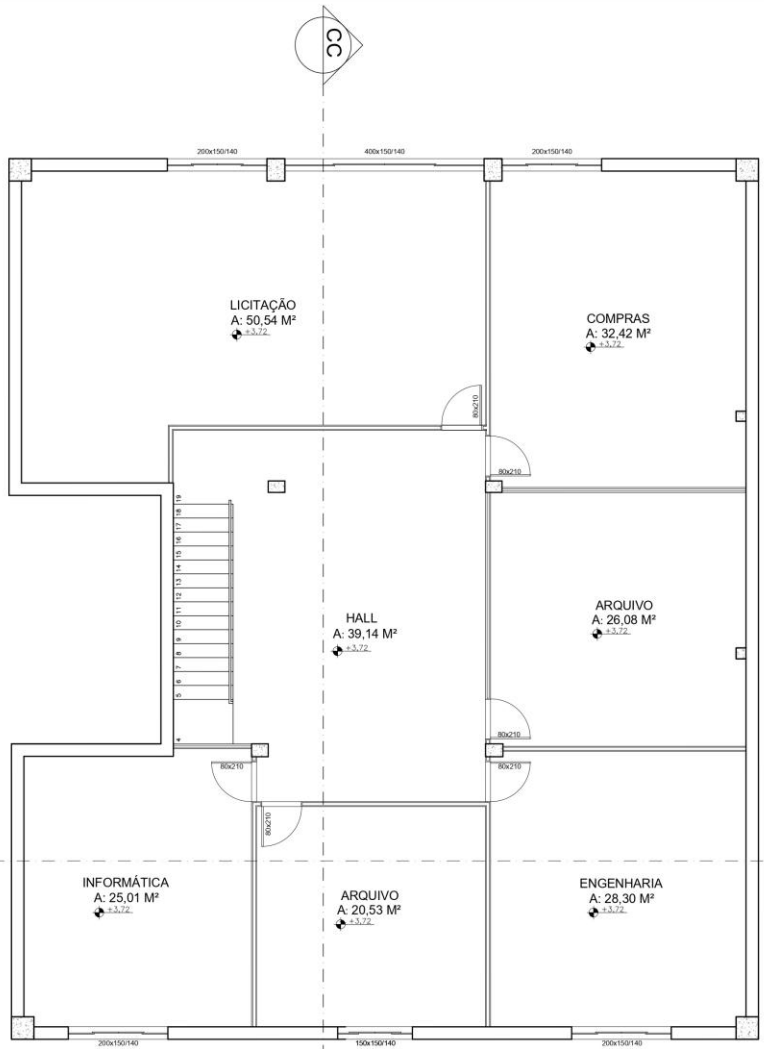 CC
200x150/140
400x150/140
200x150/140
LICITAÇÃO
A: 50,54 M²
+3,72
COMPRAS
A: 32,42 M²
+3,72
80x210
80x210
19
18
17
16
15
14
13
12
11
10
9
8
7
6
5
4
HALL
A: 39,14 M²
+3,72
ARQUIVO
A: 26,08 M²
+3,72
80x210
80x210
80x210
80x210
INFORMÁTICA
A: 25,01 M²
+3,72
ARQUIVO
A: 20,53 M²
+3,72
ENGENHARIA
A: 28,30 M²
+3,72
200x150/140
150x150/140
200x150/140